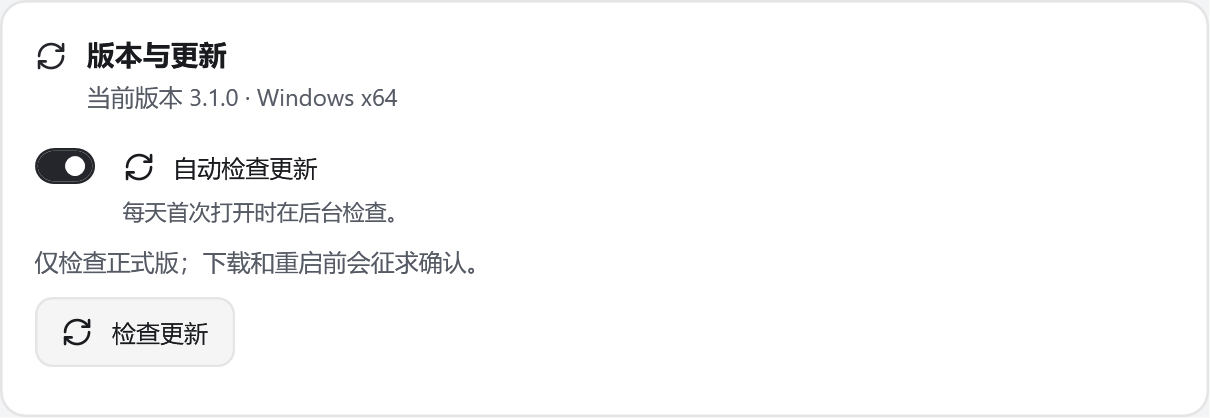 版本与更新
当前版本 3.1.0 · Windows x64
自动检查更新
每天首次打开时在后台检查。
仅检查正式版；下载和重启前会征求确认。
检查更新